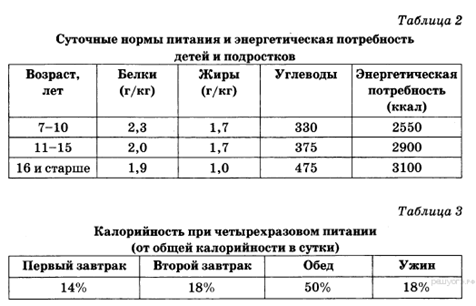 Таблица 2
Суточные нормы питания и энергетическая потребность
детей и подростков
Возраст, лет | Белки (г/кг) | Жиры (г/кг) | Углеводы | Энергетическая потребность (ккал)
7–10 | 2,3 | 1,7 | 330 | 2550
11–15 | 2,0 | 1,7 | 375 | 2900
16 и старше | 1,9 | 1,0 | 475 | 3100
Таблица 3
Калорийность при четырехразовом питании
(от общей калорийности в сутки)
Первый завтрак | Второй завтрак | Обед | Ужин
14% | 18% | 50% | 18%